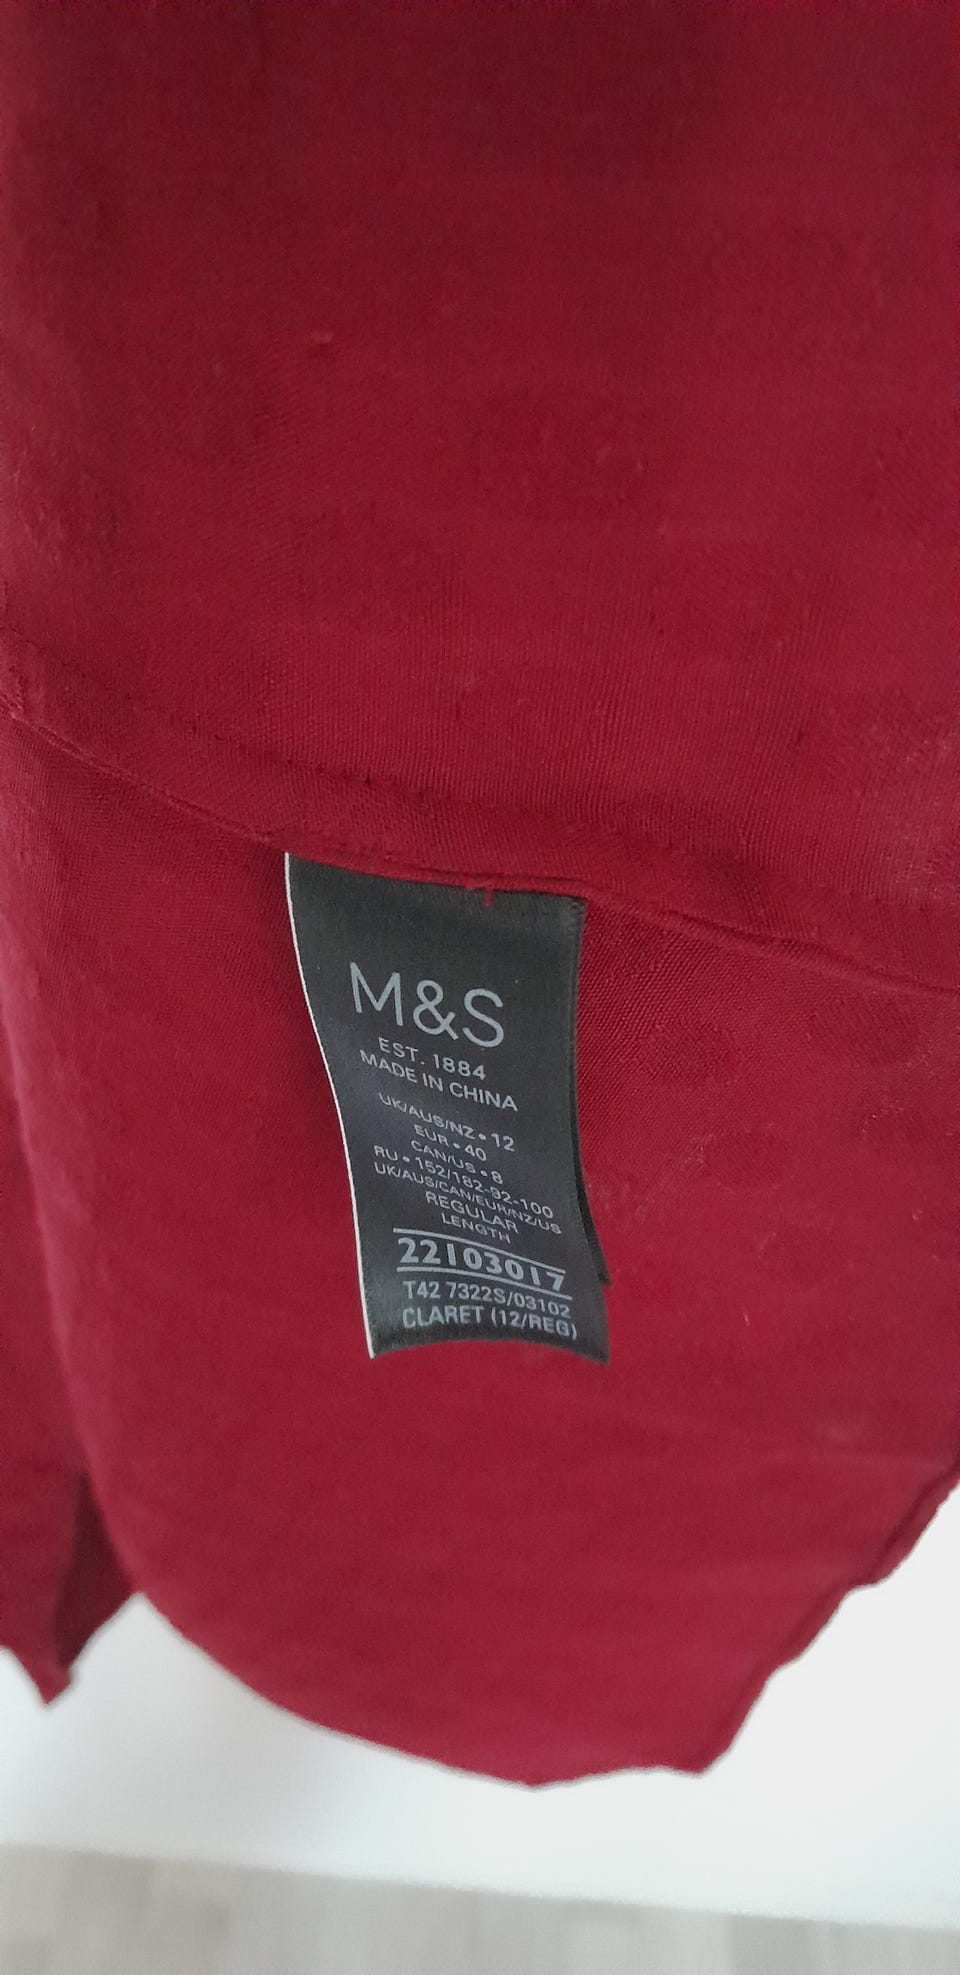 M&S
EST. 1884
MADE IN CHINA
UK/AUS/NZ • 12
EUR • 40
CAN/US • 8
RU • 152/182-92-100
UK/AUS/CAN/EUR/NZ/US
REGULAR
LENGTH
22103017
T42 7322S/03102
CLARET (12/REG)